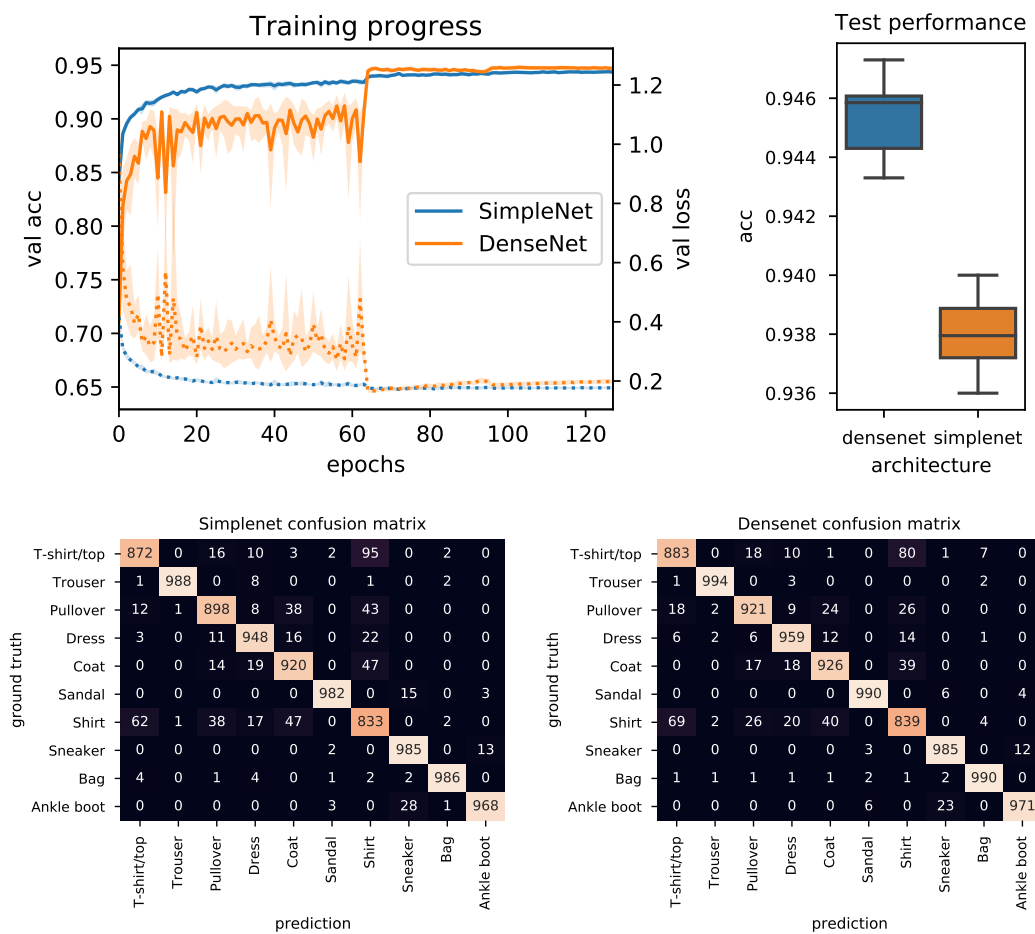 Training progress
0.95
0.90
0.85
0.80
0.75
0.70
0.65
val acc
1.2
1.0
0.8
0.6
0.4
0.2
val loss
SimpleNet
DenseNet
0 20 40 60 80 100 120
epochs
Test performance
0.946
0.944
0.942
0.940
0.938
0.936
acc
densenet simplenet
architecture
Simplenet confusion matrix
ground truth
T-shirt/top 872 0 16 10 3 2 95 0 2 0
Trouser 1 988 0 8 0 0 1 0 2 0
Pullover 12 1 898 8 38 0 43 0 0 0
Dress 3 0 11 948 16 0 22 0 0 0
Coat 0 0 14 19 920 0 47 0 0 0
Sandal 0 0 0 0 0 982 0 15 0 3
Shirt 62 1 38 17 47 0 833 0 2 0
Sneaker 0 0 0 0 0 2 0 985 0 13
Bag 4 0 1 4 1 2 2 2 986 0
Ankle boot 0 0 0 0 0 3 0 28 1 968
T-shirt/top Trouser Pullover Dress Coat Sandal Shirt Sneaker Bag Ankle boot
prediction
Densenet confusion matrix
ground truth
T-shirt/top 883 0 18 10 1 0 80 1 7 0
Trouser 1 994 0 3 0 0 0 0 2 0
Pullover 18 2 921 9 24 0 26 0 0 0
Dress 6 2 6 959 12 0 14 0 1 0
Coat 0 0 17 18 926 0 39 0 0 0
Sandal 0 0 0 0 0 990 0 6 0 4
Shirt 69 2 26 20 40 0 839 0 4 0
Sneaker 0 0 0 0 0 3 0 985 0 12
Bag 1 1 1 1 1 2 1 2 990 0
Ankle boot 0 0 0 0 0 6 0 23 0 971
T-shirt/top Trouser Pullover Dress Coat Sandal Shirt Sneaker Bag Ankle boot
prediction